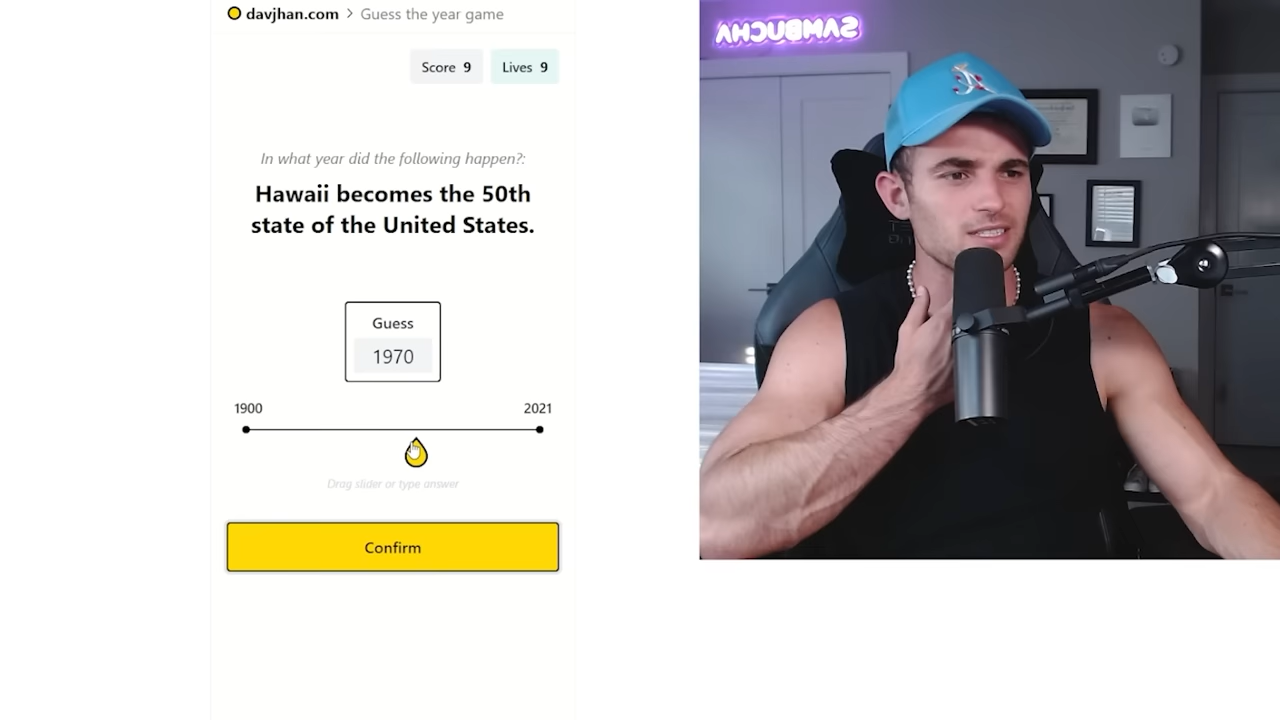 davjhan.com > Guess the year game
Score 9 Lives 9
In what year did the following happen?:
Hawaii becomes the 50th
state of the United States.
Guess
1970
1900 2021
Drag slider or type answer
Confirm
SAMBUCHA